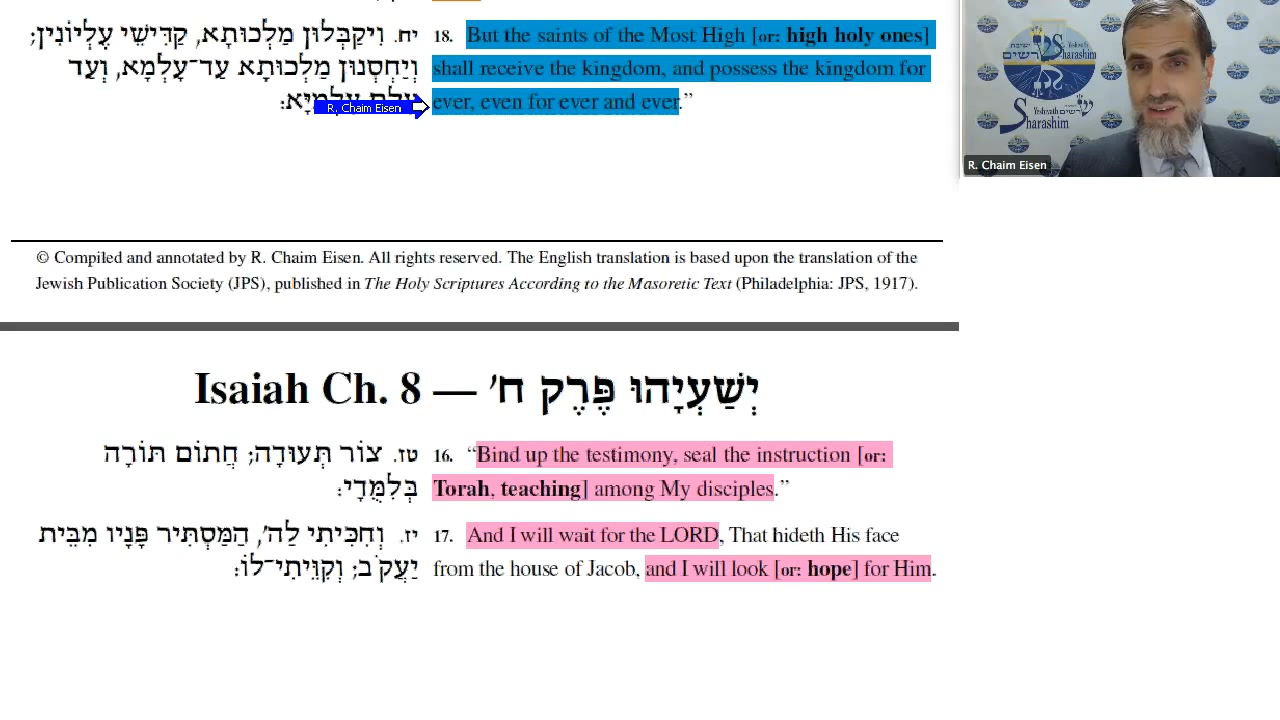 יח. וִיקַבְּלוּן מַלְכוּתָא, קַדִּישֵׁי עֶלְיוֹנִין;
וְיַחְסְנוּן מַלְכוּתָא עַד־עָלְמָא, וְעַד
עָלַם עָלְמַיָּא:
18. But the saints of the Most High [or: high holy ones]
shall receive the kingdom, and possess the kingdom for
ever, even for ever and ever.”
R. Chaim Eisen
© Compiled and annotated by R. Chaim Eisen. All rights reserved. The English translation is based upon the translation of the
Jewish Publication Society (JPS), published in The Holy Scriptures According to the Masoretic Text (Philadelphia: JPS, 1917).
Isaiah Ch. 8 — יְשַׁעְיָהוּ פֶּרֶק ח'
טז. צוֹר תְּעוּדָה; חֲתוֹם תּוֹרָה
בְּלִמֻּדָי:
16. “Bind up the testimony, seal the instruction [or:
Torah, teaching] among My disciples.”
יז. וְחִכִּיתִי לַה', הַמַּסְתִּיר פָּנָיו מִבֵּית
יַעֲקֹב; וְקִוֵּיתִי־לוֹ:
17. And I will wait for the LORD, That hideth His face
from the house of Jacob, and I will look [or: hope] for Him.
Yeshivath
Sharashim
ישיבת
שרשים
Yeshivath
Sharashim
R. Chaim Eisen